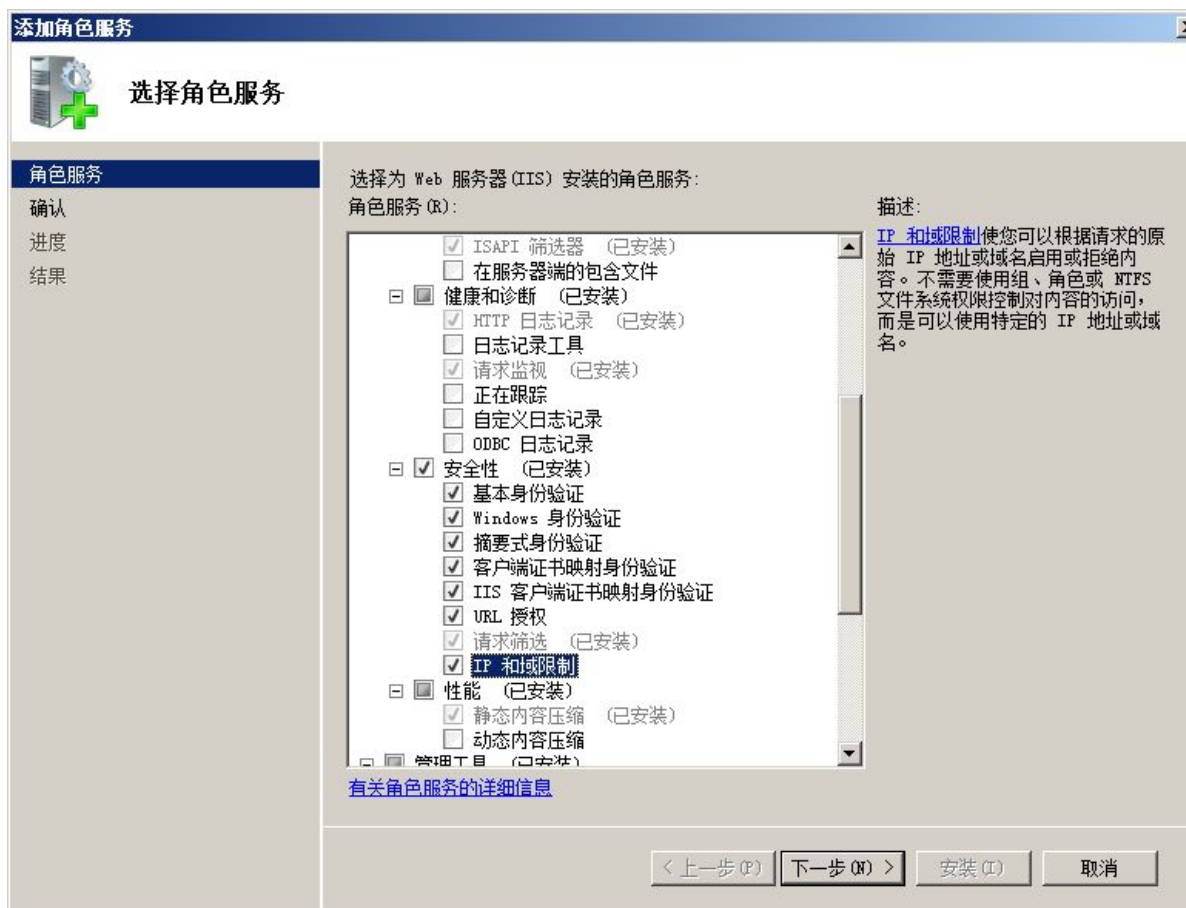 添加角色服务
选择角色服务
角色服务
确认
进度
结果
选择为 Web 服务器(IIS) 安装的角色服务:
角色服务(R):
ISAPI 筛选器 (已安装)
在服务器端的包含文件
健康和诊断 (已安装)
HTTP 日志记录 (已安装)
日志记录工具
请求监视 (已安装)
正在跟踪
自定义日志记录
ODBC 日志记录
安全性 (已安装)
基本身份验证
Windows 身份验证
摘要式身份验证
客户端证书映射身份验证
IIS 客户端证书映射身份验证
URL 授权
请求筛选 (已安装)
IP 和域限制
性能 (已安装)
静态内容压缩 (已安装)
动态内容压缩
管理工具 (已安装)
有关角色服务的详细信息
描述:
IP 和域限制使您可以根据请求的原
始 IP 地址或域名启用或拒绝内
容。不需要使用组、角色或 NTFS
文件系统权限控制对内容的访问，
而是可以使用特定的 IP 地址或域
名。
< 上一步(P)
下一步(N) >
安装(I)
取消